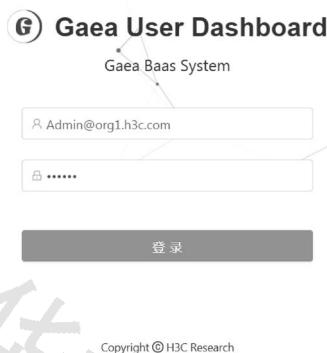 G Gaea User Dashboard
Gaea Baas System
Admin@org1.h3c.com
••••••
登 录
Copyright © H3C Research